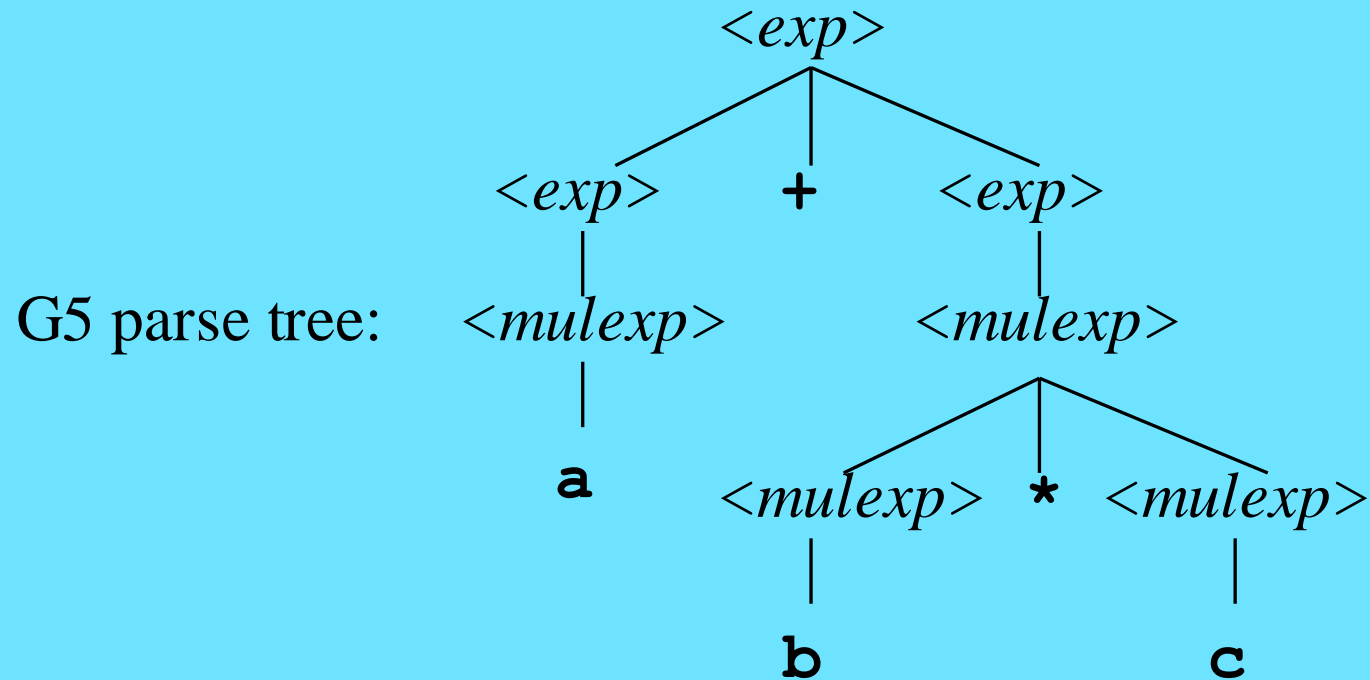 <exp>
<exp> + <exp>
G5 parse tree: <mulexp> <mulexp>
a <mulexp> * <mulexp>
b c